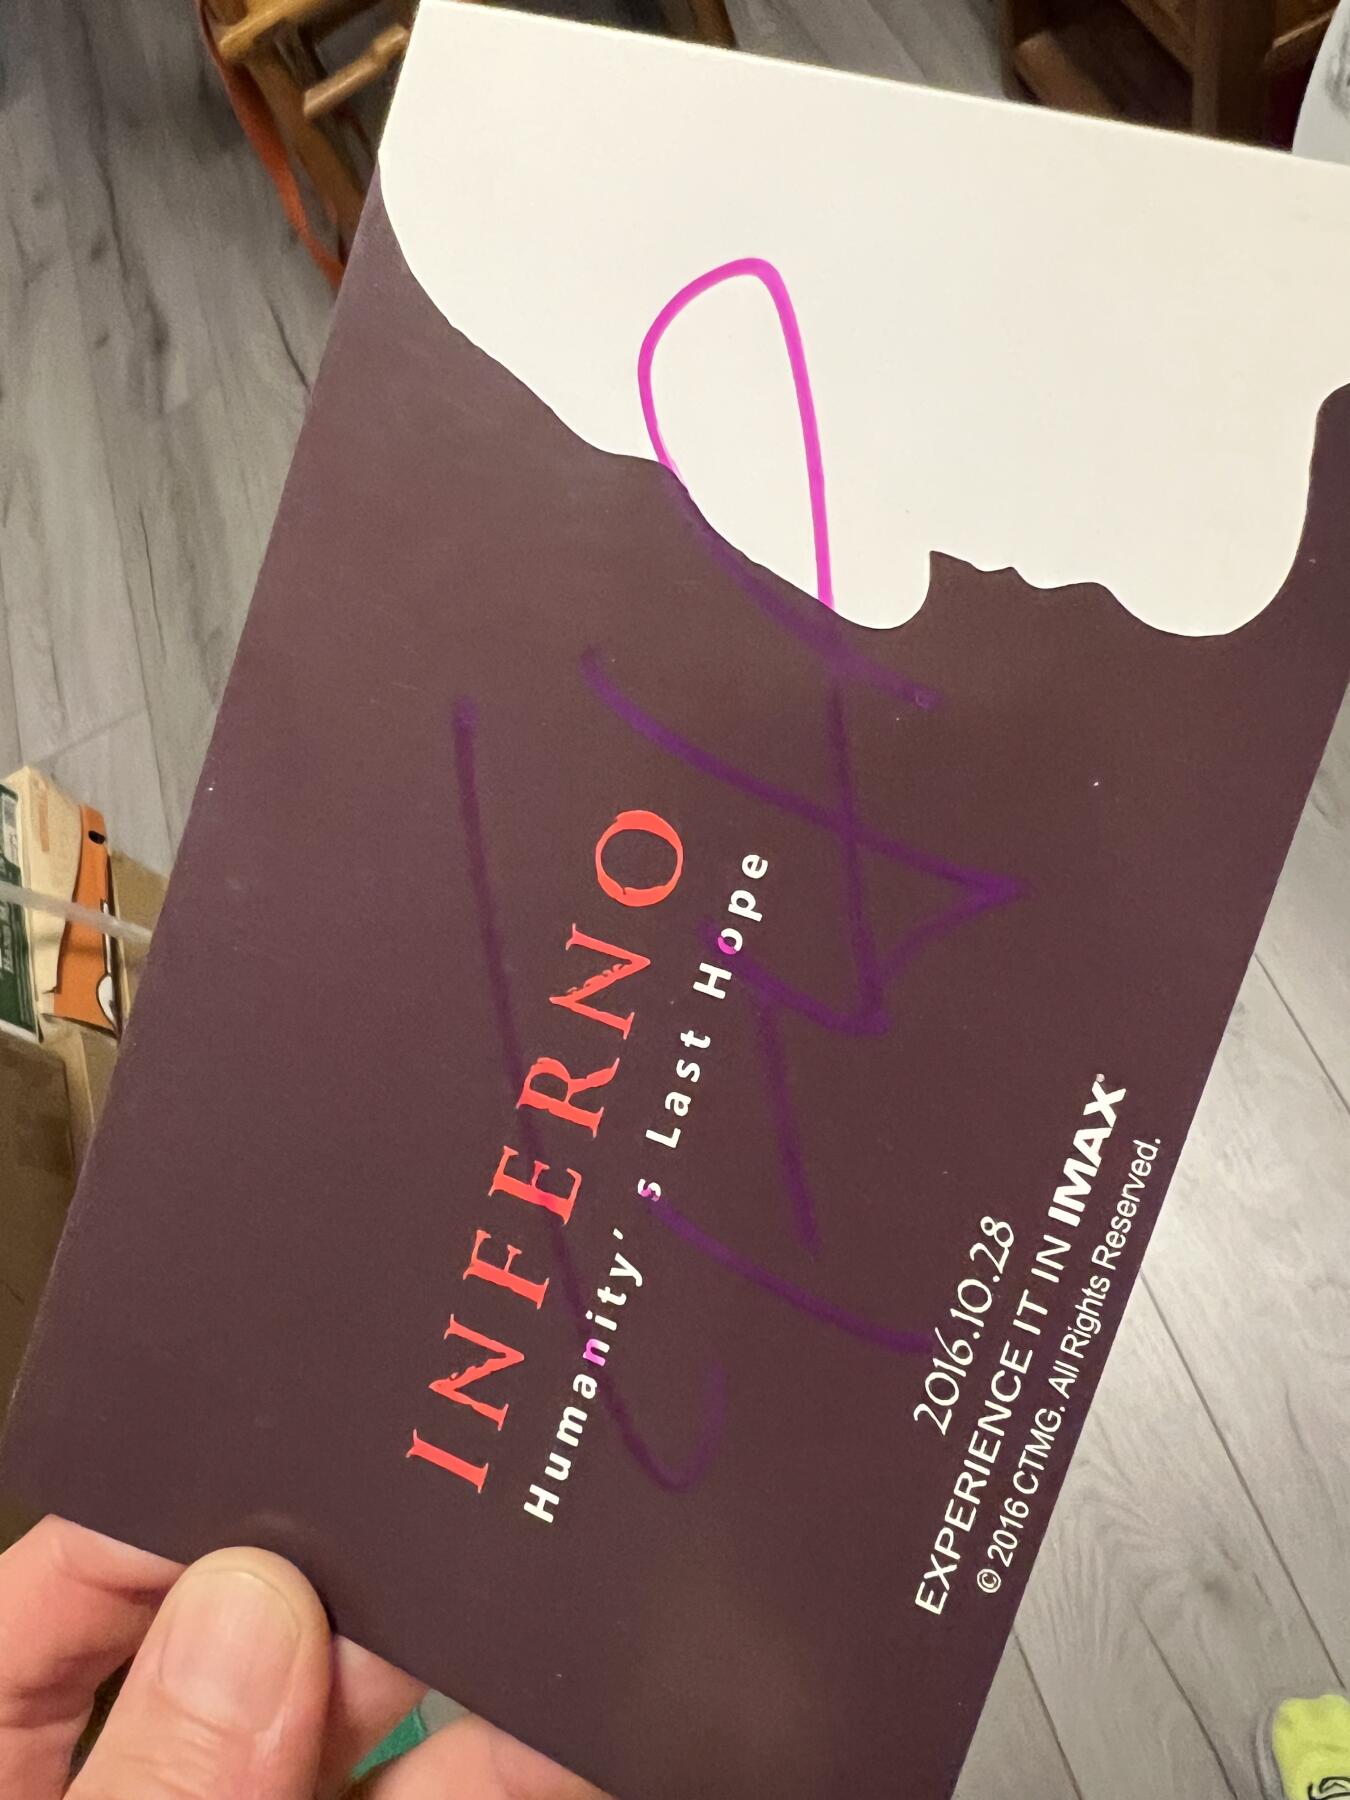 INFERNO
Humanity's Last Hope
2016.10.28
EXPERIENCE IT IN IMAX®
© 2016 CTMG. All Rights Reserved.